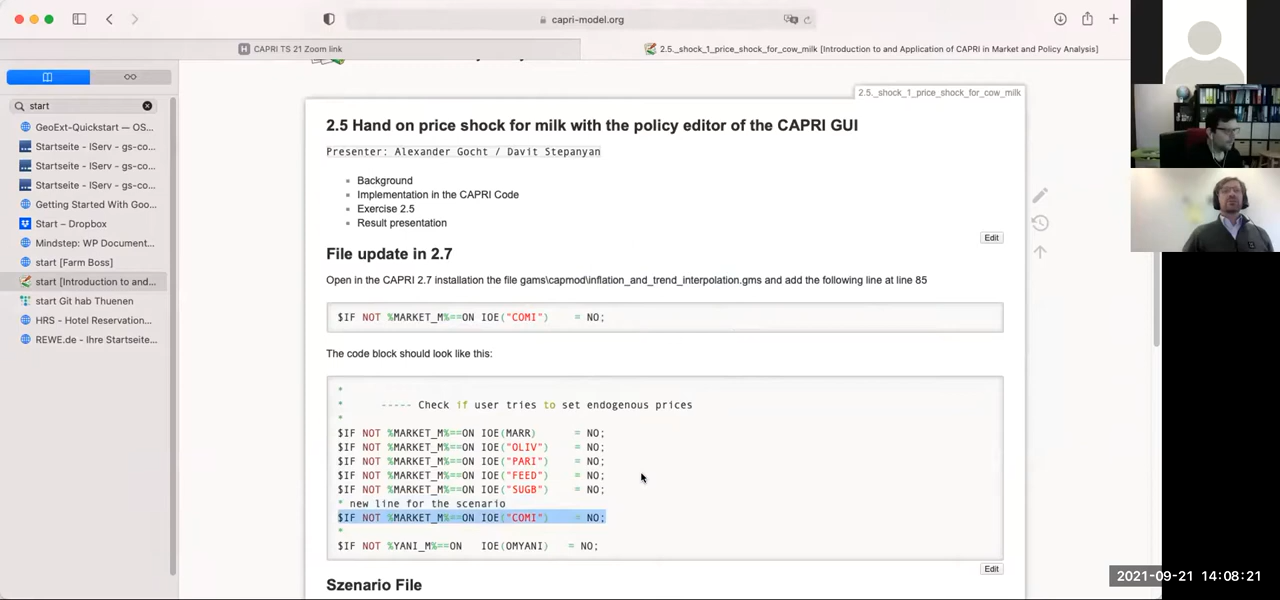 capri-model.org
CAPRI TS 21 Zoom link
2.5._shock_1_price_shock_for_cow_milk [Introduction to and Application of CAPRI in Market and Policy Analysis]
start
GeoExt-Quickstart — OS...
Startseite - IServ - gs-co...
Startseite - IServ - gs-co...
Startseite - IServ - gs-co...
Getting Started With Goo...
Start – Dropbox
Mindstep: WP Document...
start [Farm Boss]
start [Introduction to and...
start Git hab Thuenen
HRS - Hotel Reservation...
REWE.de - Ihre Startseite...
2.5._shock_1_price_shock_for_cow_milk
2.5 Hand on price shock for milk with the policy editor of the CAPRI GUI
Presenter: Alexander Gocht / Davit Stepanyan
Background
Implementation in the CAPRI Code
Exercise 2.5
Result presentation
Edit
File update in 2.7
Open in the CAPRI 2.7 installation the file gams\capmod\inflation_and_trend_interpolation.gms and add the following line at line 85
$IF NOT %MARKET_M%==ON IOE("COMI") = NO;
The code block should look like this:
*
* ----- Check if user tries to set endogenous prices
*
$IF NOT %MARKET_M%==ON IOE(MARR) = NO;
$IF NOT %MARKET_M%==ON IOE("OLIV") = NO;
$IF NOT %MARKET_M%==ON IOE("PARI") = NO;
$IF NOT %MARKET_M%==ON IOE("FEED") = NO;
$IF NOT %MARKET_M%==ON IOE("SUGB") = NO;
* new line for the scenario
$IF NOT %MARKET_M%==ON IOE("COMI") = NO;
*
$IF NOT %YANI_M%==ON IOE(OMYANI) = NO;
Edit
Szenario File
2021-09-21 14:08:21